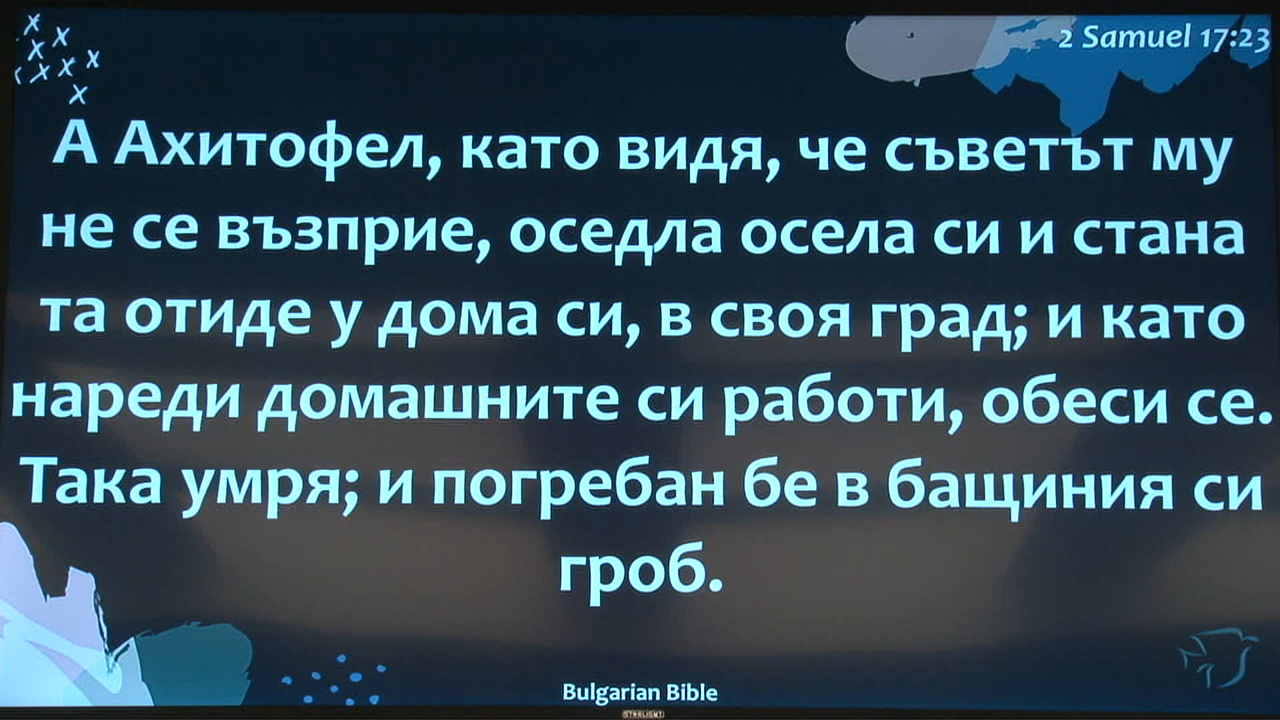 2 Samuel 17:23
А Ахитофел, като видя, че съветът му
не се възприе, оседла осела си и стана
та отиде у дома си, в своя град; и като
нареди домашните си работи, обеси се.
Така умря; и погребан бе в бащиния си
гроб.
Bulgarian Bible
STARLIGHT